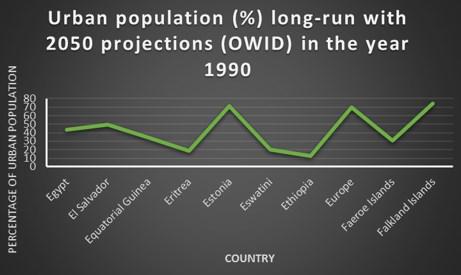 Urban population (%) long-run with
2050 projections (OWID) in the year
1990
PERCENTAGE OF URBAN POPULATION
80
70
60
50
40
30
20
10
0
Egypt
El Salvador
Equatorial Guinea
Eritrea
Estonia
Eswatini
Ethiopia
Europe
Faeroe Islands
Falkland Islands
COUNTRY